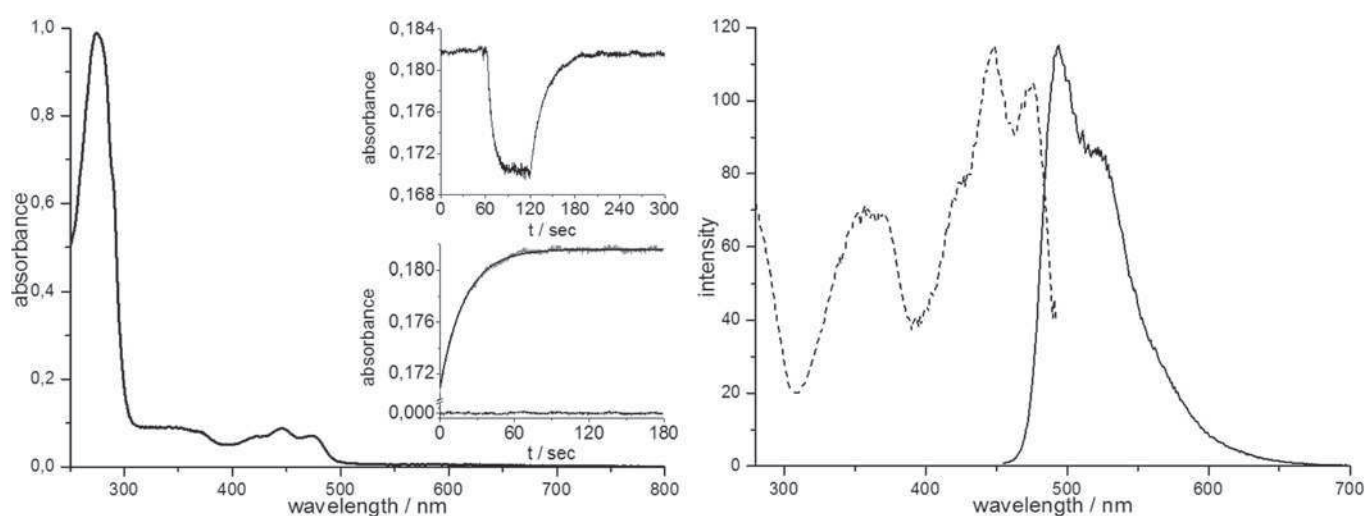 1,0
0,8
0,6
0,4
0,2
0,0
absorbance
300 400 500 600 700 800
wavelength / nm
0,184
0,180
0,176
0,172
0,168
absorbance
0 60 120 180 240 300
t / sec
0,180
0,176
0,172
0,000
absorbance
0 60 120 180
t / sec
120
100
80
60
40
20
0
intensity
300 400 500 600 700
wavelength / nm